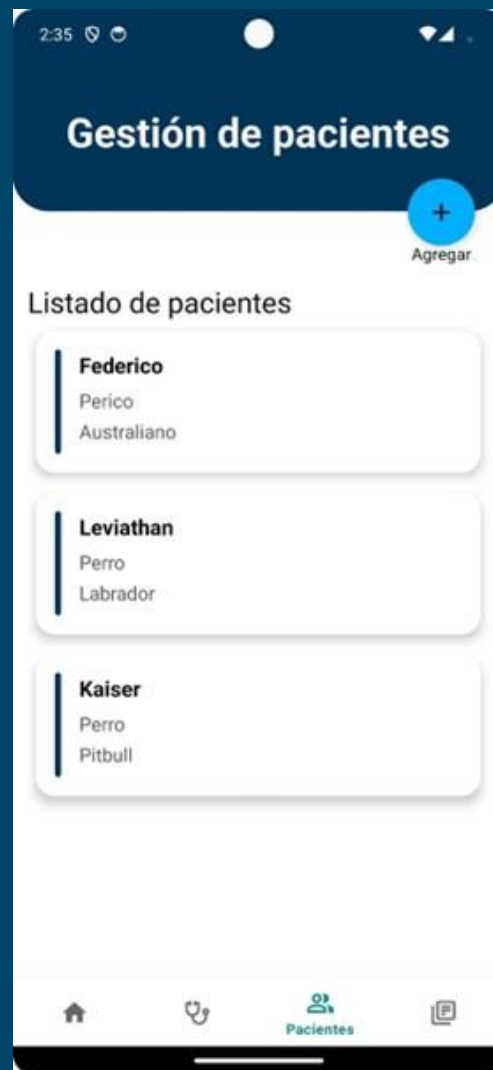 2:35
Gestión de pacientes
+
Agregar
Listado de pacientes
Federico
Perico
Australiano
Leviathan
Perro
Labrador
Kaiser
Perro
Pitbull
Pacientes